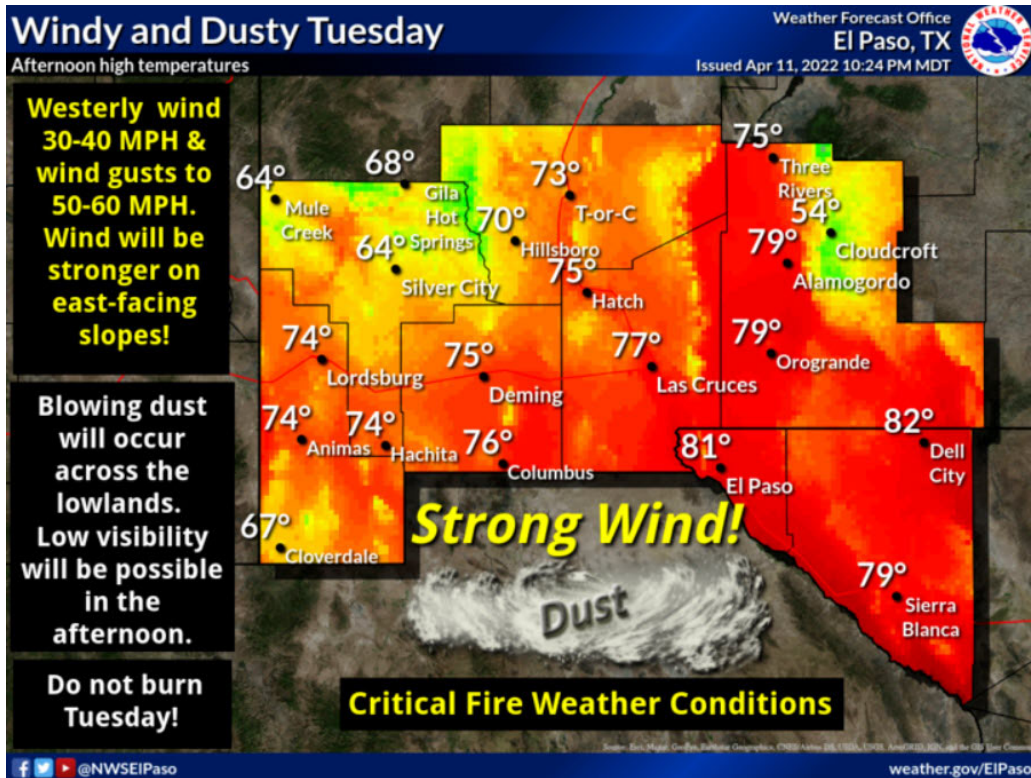 Windy and Dusty Tuesday
Afternoon high temperatures
Weather Forecast Office
El Paso, TX
Issued Apr 11, 2022 10:24 PM MDT
NATIONAL WEATHER SERVICE
Westerly wind
30-40 MPH &
wind gusts to
50-60 MPH.
Wind will be
stronger on
east-facing
slopes!
Blowing dust
will occur
across the
lowlands.
Low visibility
will be possible
in the
afternoon.
Do not burn
Tuesday!
64°
Mule
Creek
68°
Gila
Hot
Springs
73°
T-or-C
75°
Three
Rivers
70°
Hillsboro
54°
Cloudcroft
64°
Silver City
75°
Hatch
79°
Alamogordo
74°
Lordsburg
75°
Deming
77°
Las Cruces
79°
Orogrande
74°
Animas
74°
Hachita
76°
Columbus
81°
El Paso
82°
Dell
City
67°
Cloverdale
79°
Sierra
Blanca
Strong Wind!
Dust
Critical Fire Weather Conditions
@NWSElPaso
weather.gov/ElPaso